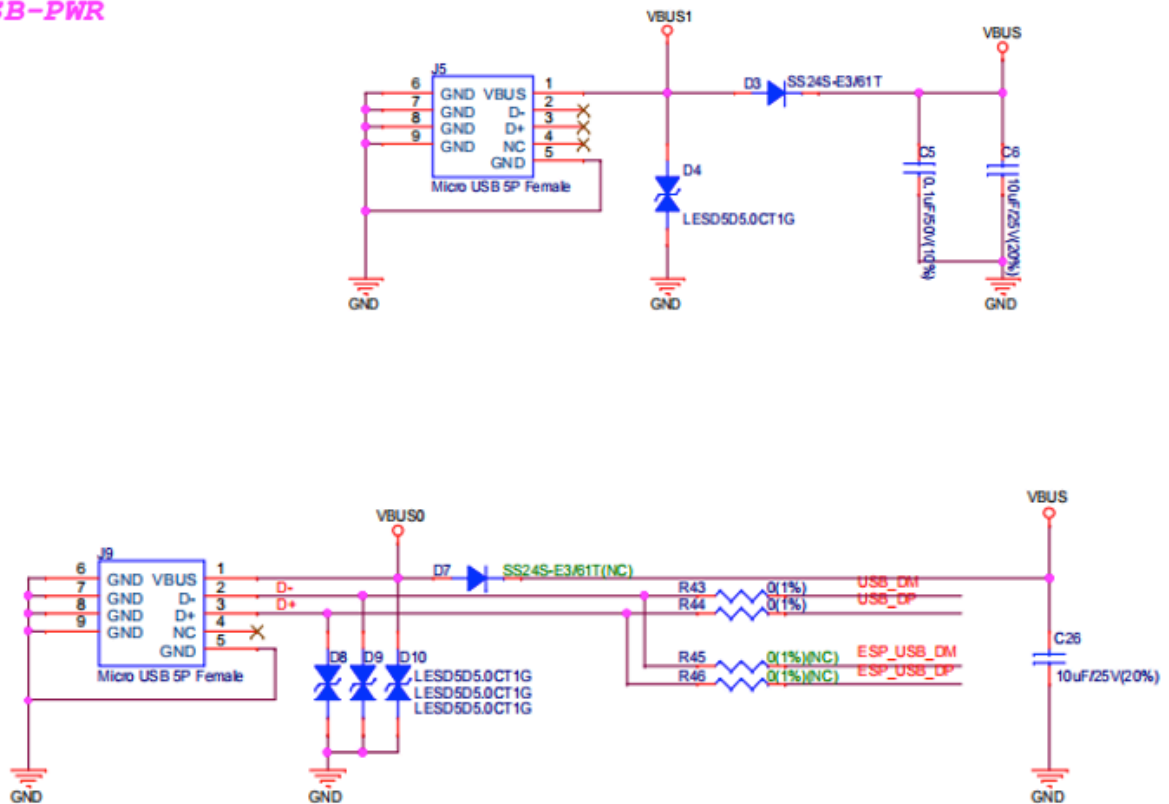 SB-PWR
VBUS1
VBUS
J5
6 GND VBUS 1
7 GND D- 2
8 GND D+ 3
9 GND NC 4
GND 5
Micro USB 5P Female
D3 SS24S-E3/61T
D4
LESD5D5.0CT1G
C5
0.1uF/50V(10%)
C6
10uF/25V(20%)
GND
GND
GND
VBUS0
VBUS
J9
6 GND VBUS 1
7 GND D- 2
8 GND D+ 3
9 GND NC 4
GND 5
Micro USB 5P Female
D-
D+
D7 SS24S-E3/61T(NC)
R43 0(1%) USB_DM
R44 0(1%) USB_DP
R45 0(1%)(NC) ESP_USB_DM
R46 0(1%)(NC) ESP_USB_DP
D8 D9 D10
LESD5D5.0CT1G
LESD5D5.0CT1G
LESD5D5.0CT1G
C26
10uF/25V(20%)
GND
GND
GND